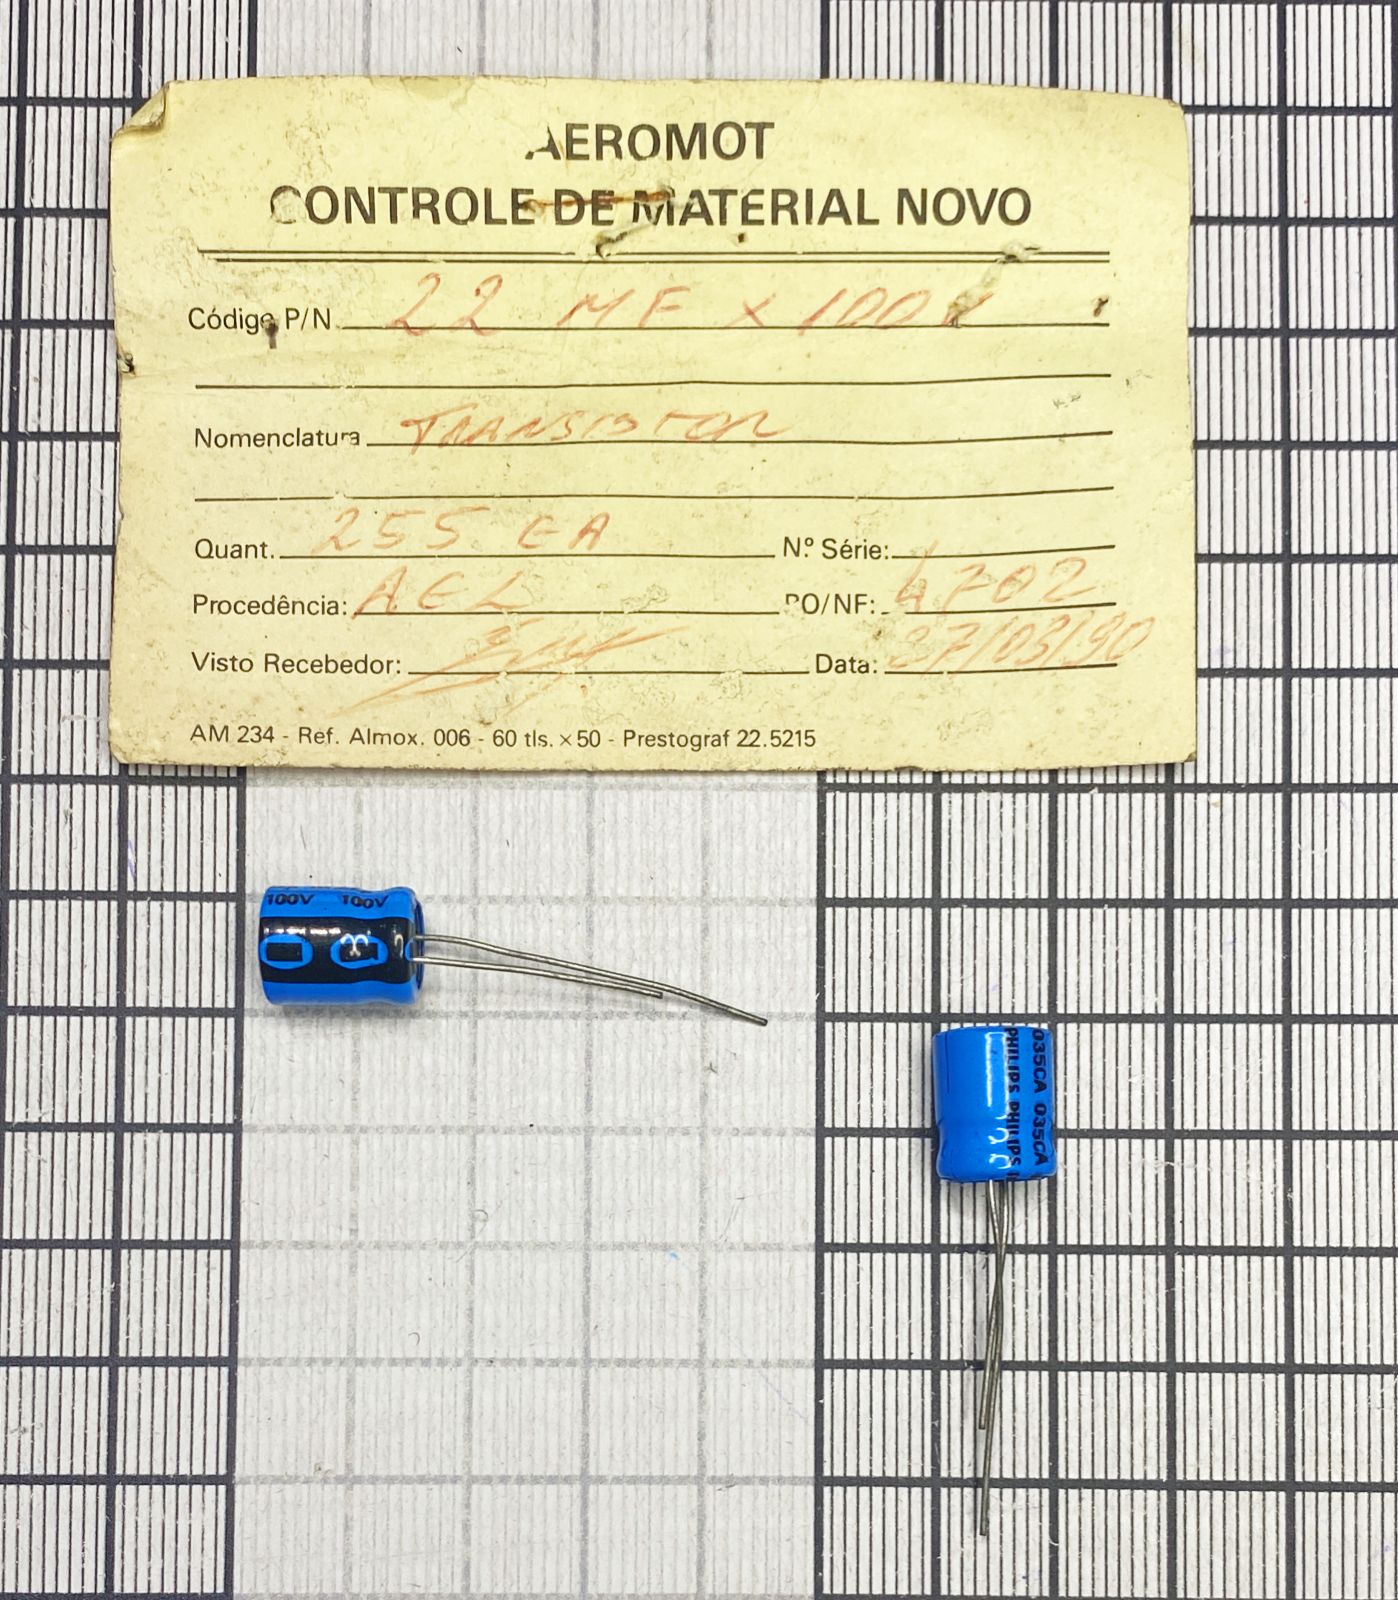 AEROMOT
CONTROLE DE MATERIAL NOVO
Código P/N 22 MF x 100V
Nomenclatura TRANSISTOR
Quant. 255 EA Nº Série:
Procedência: AEL PO/NF: 4702
Visto Recebedor: Data: 27/03/90
AM 234 - Ref. Almox. 006 - 60 tls. × 50 - Prestograf 22.5215
100V 100V
035CA 035CA
PHILIPS PHILIPS